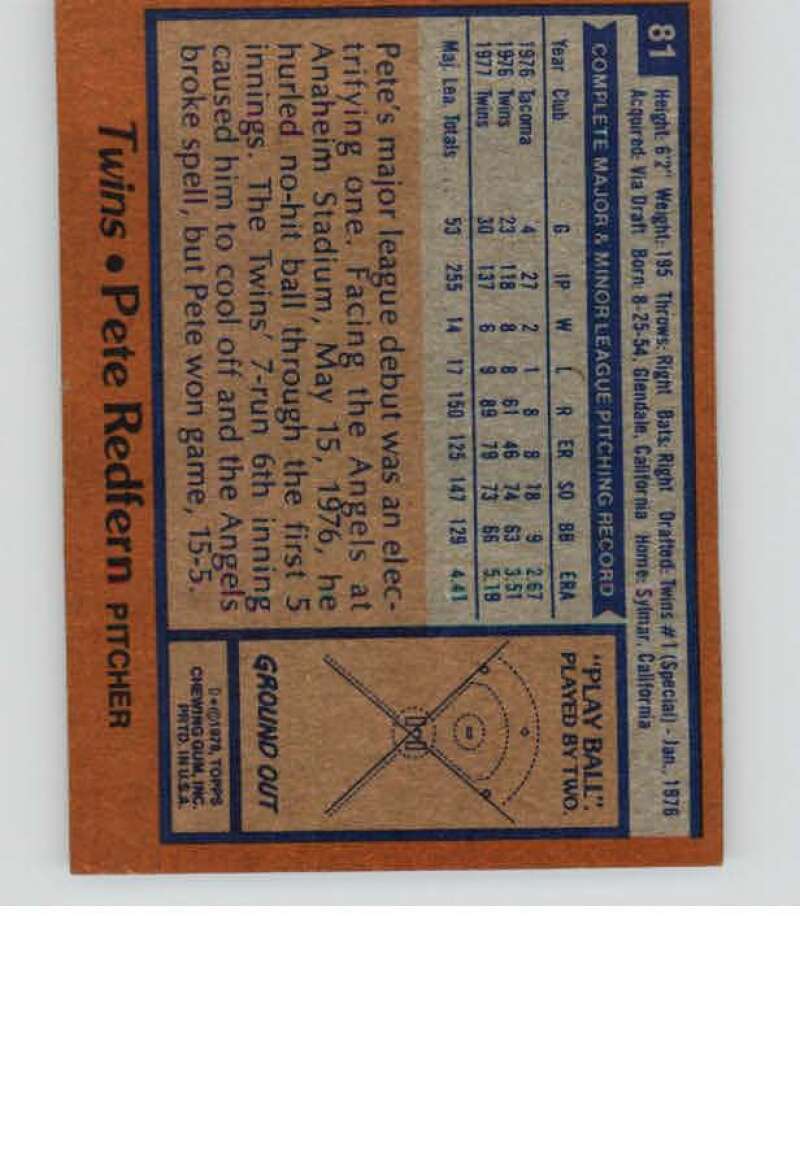 81
Height: 6'2" Weight: 195 Throws: Right Bats: Right Drafted: Twins #1 (Special) - Jan., 1976
Acquired: Via Draft Born: 8-25-54, Glendale, California Home: Sylmar, California
COMPLETE MAJOR & MINOR LEAGUE PITCHING RECORD
Year Club G IP W L R ER SO BB ERA
1976 Tacoma 4 27 2 1 8 8 18 9 2.67
1976 Twins 23 118 8 8 61 46 74 63 3.51
1977 Twins 30 137 6 9 89 79 73 66 5.19
Maj. Lea. Totals ... 53 255 14 17 150 125 147 129 4.41
Pete's major league debut was an elec-
trifying one. Facing the Angels at
Anaheim Stadium, May 15, 1976, he
hurled no-hit ball through the first 5
innings. The Twins' 7-run 6th inning
caused him to cool off and the Angels
broke spell, but Pete won game, 15-5.
"PLAY BALL".
PLAYED BY TWO.
GROUND OUT
D*©1978, TOPPS
CHEWING GUM, INC.
PRTD. IN U.S.A.
Twins • Pete Redfern PITCHER